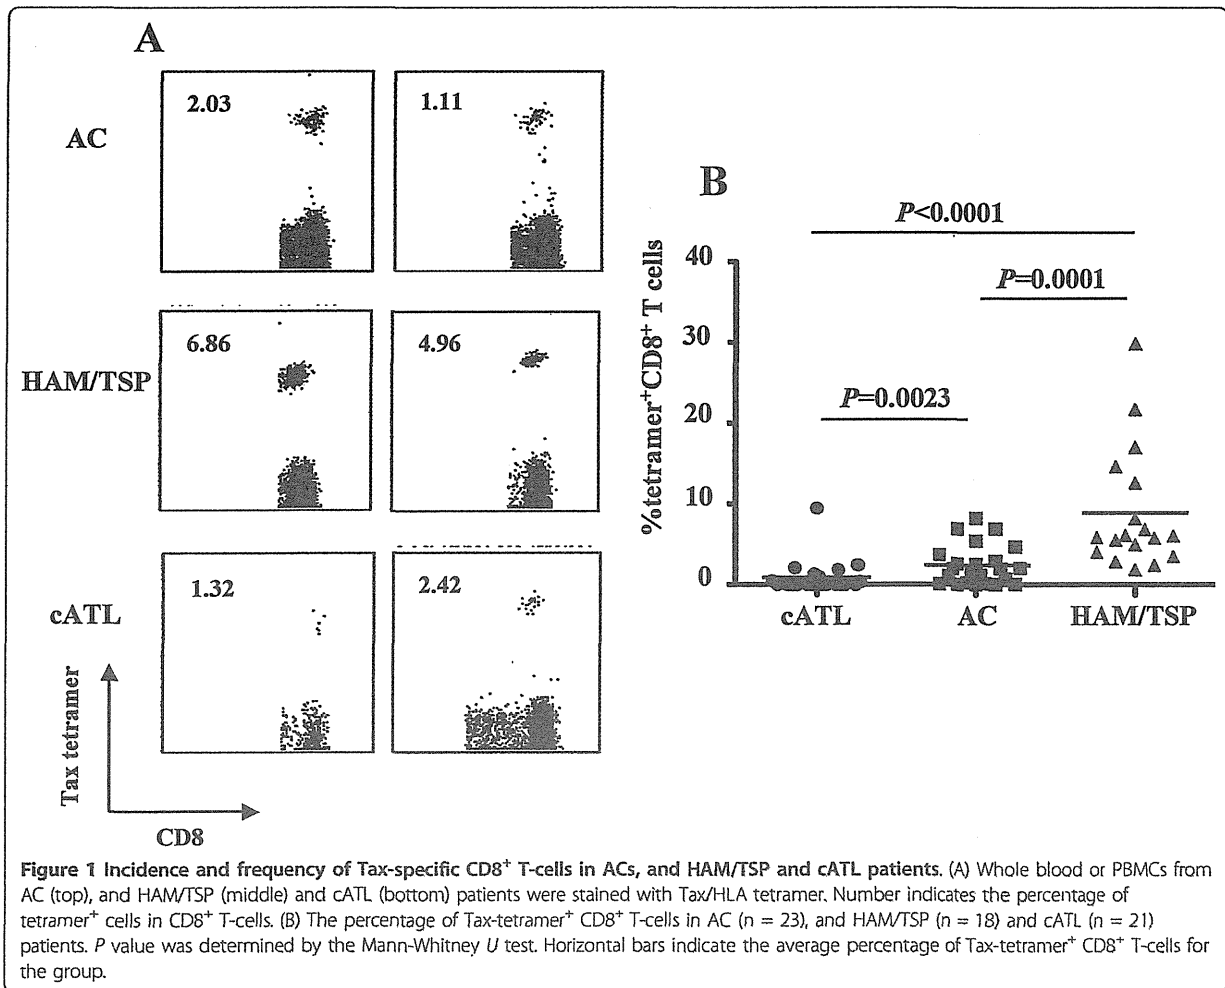 A
AC
2.03
1.11
HAM/TSP
6.86
4.96
cATL
1.32
2.42
Tax tetramer
CD8
B
P<0.0001
P=0.0001
P=0.0023
%tetramer⁺CD8⁺ T cells
40
30
20
10
0
cATL
AC
HAM/TSP
Figure 1 Incidence and frequency of Tax-specific CD8⁺ T-cells in ACs, and HAM/TSP and cATL patients. (A) Whole blood or PBMCs from
AC (top), and HAM/TSP (middle) and cATL (bottom) patients were stained with Tax/HLA tetramer. Number indicates the percentage of
tetramer⁺ cells in CD8⁺ T-cells. (B) The percentage of Tax-tetramer⁺ CD8⁺ T-cells in AC (n = 23), and HAM/TSP (n = 18) and cATL (n = 21)
patients. P value was determined by the Mann-Whitney U test. Horizontal bars indicate the average percentage of Tax-tetramer⁺ CD8⁺ T-cells for
the group.